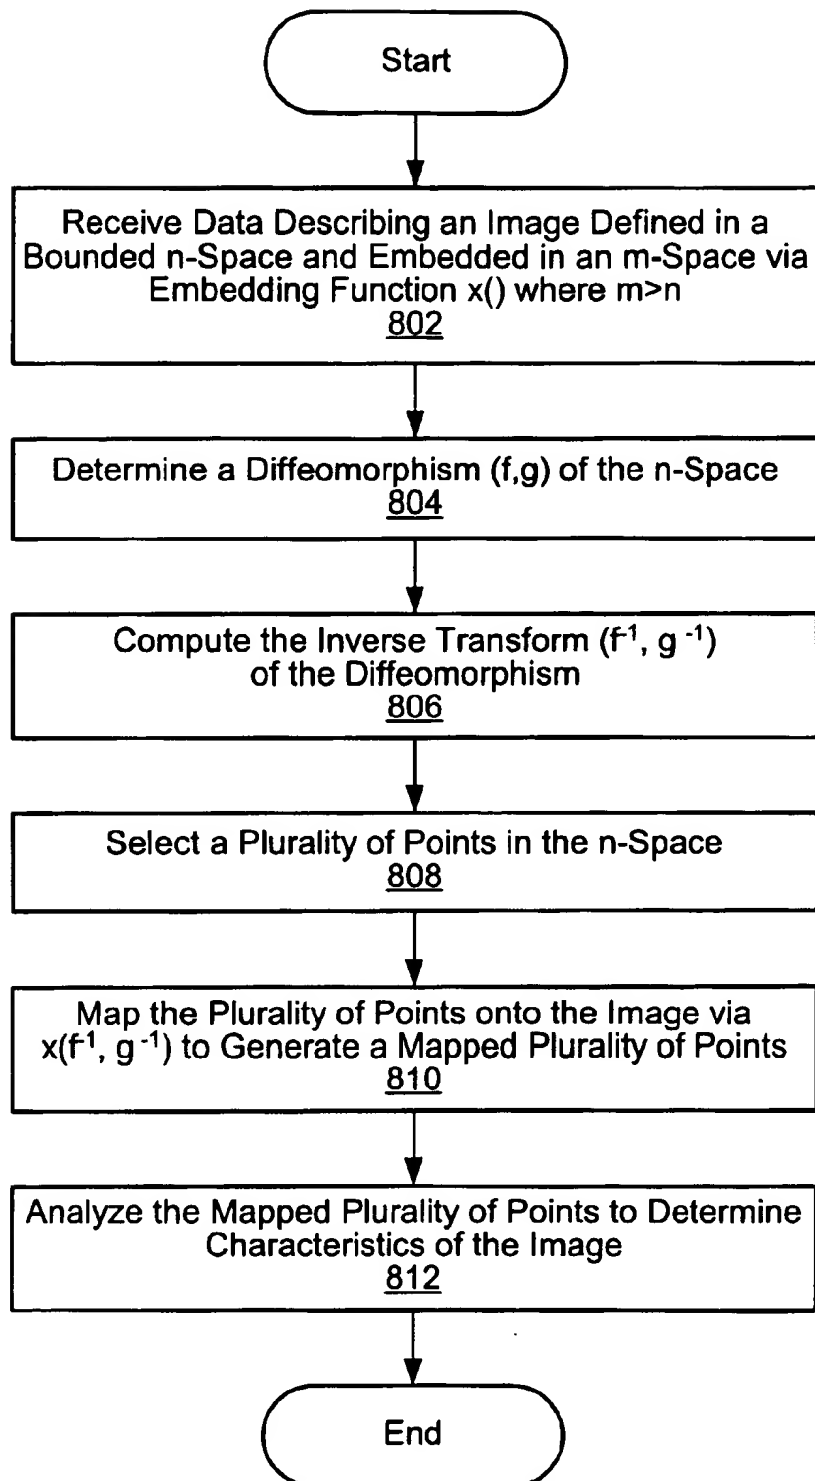 Start
Receive Data Describing an Image Defined in a
Bounded n-Space and Embedded in an m-Space via
Embedding Function x() where m>n
802
Determine a Diffeomorphism (f,g) of the n-Space
804
Compute the Inverse Transform (f⁻¹, g⁻¹)
of the Diffeomorphism
806
Select a Plurality of Points in the n-Space
808
Map the Plurality of Points onto the Image via
x(f⁻¹, g⁻¹) to Generate a Mapped Plurality of Points
810
Analyze the Mapped Plurality of Points to Determine
Characteristics of the Image
812
End